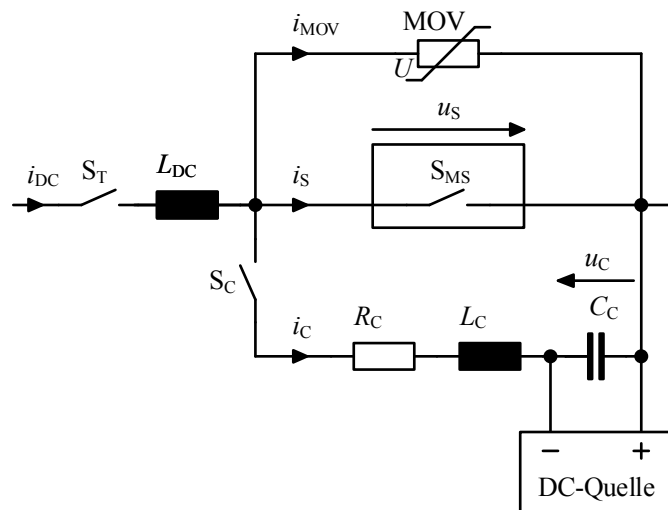 i_MOV
MOV
U
u_S
i_DC
S_T
L_DC
i_S
S_MS
S_C
u_C
i_C
R_C
L_C
C_C
− +
DC-Quelle